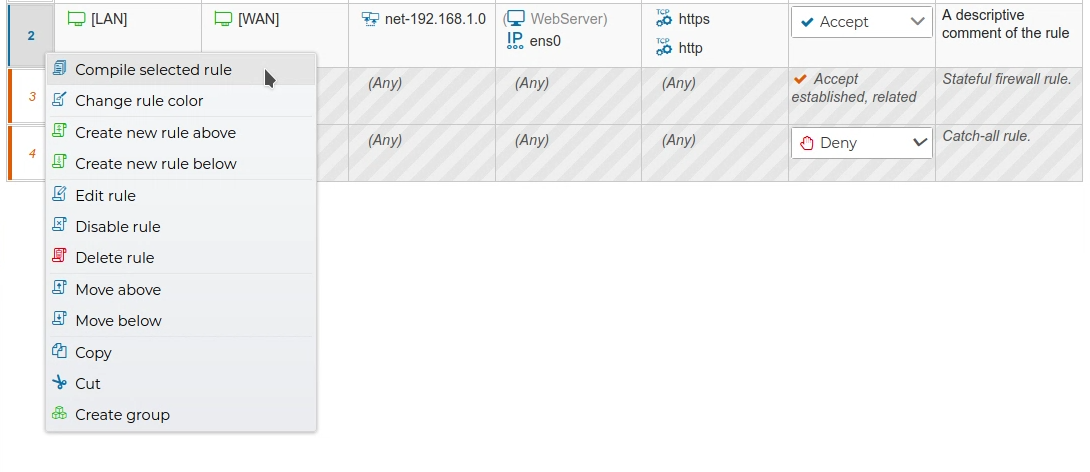 2 [LAN] [WAN] net-192.168.1.0 (WebServer) TCP https Accept A descriptive
IP ens0 TCP http comment of the rule
Compile selected rule
3 (Any) (Any) (Any) Accept Stateful firewall rule.
established, related
Change rule color
Create new rule above
4 (Any) (Any) (Any) Deny Catch-all rule.
Create new rule below
Edit rule
Disable rule
Delete rule
Move above
Move below
Copy
Cut
Create group